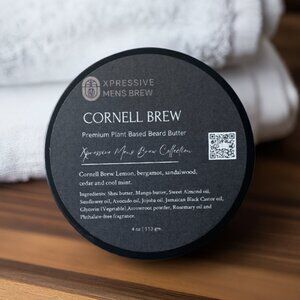 XPRESSIVE
MENS BREW
CORNELL BREW
Premium Plant Based Beard Butter
Xpressive Mens Brew Collection
Cornell Brew Lemon, bergamot, sandalwood,
cedar and cool mint.
Ingredients: Shea butter, Mango butter, Sweet Almond oil,
Sunflower oil, Avocado oil, Jojoba oil, Jamaican Black Castor oil,
Glycerin (Vegetable) Arrowroot powder, Rosemary oil and
Phthalate-free fragrance.
4 oz | 113 gm